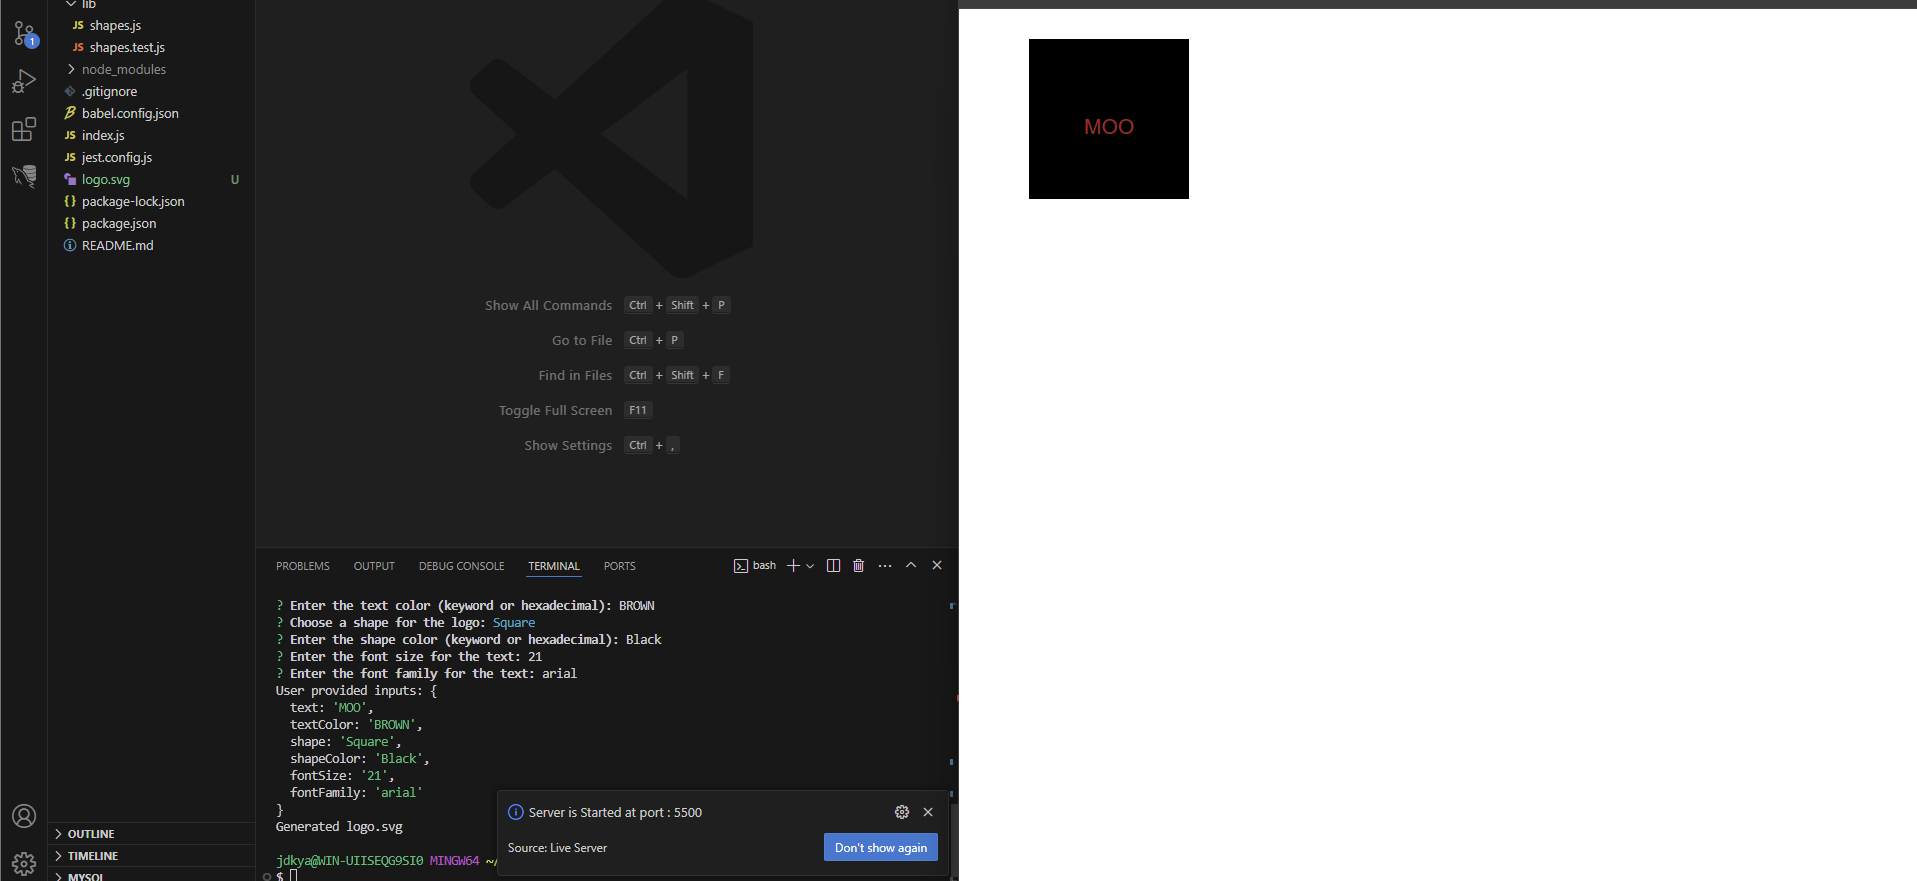 lib
JS shapes.js
JS shapes.test.js
node_modules
.gitignore
babel.config.json
JS index.js
JS jest.config.js
logo.svg U
{} package-lock.json
{} package.json
README.md
OUTLINE
TIMELINE
MYSQL
1
Show All Commands Ctrl + Shift + P
Go to File Ctrl + P
Find in Files Ctrl + Shift + F
Toggle Full Screen F11
Show Settings Ctrl + ,
PROBLEMS OUTPUT DEBUG CONSOLE TERMINAL PORTS bash
? Enter the text color (keyword or hexadecimal): BROWN
? Choose a shape for the logo: Square
? Enter the shape color (keyword or hexadecimal): Black
? Enter the font size for the text: 21
? Enter the font family for the text: arial
User provided inputs: {
text: 'MOO',
textColor: 'BROWN',
shape: 'Square',
shapeColor: 'Black',
fontSize: '21',
fontFamily: 'arial'
}
Generated logo.svg
jdkya@WIN-UIISEQG9SI0 MINGW64 ~/
$
Server is Started at port : 5500
Source: Live Server
Don't show again
MOO